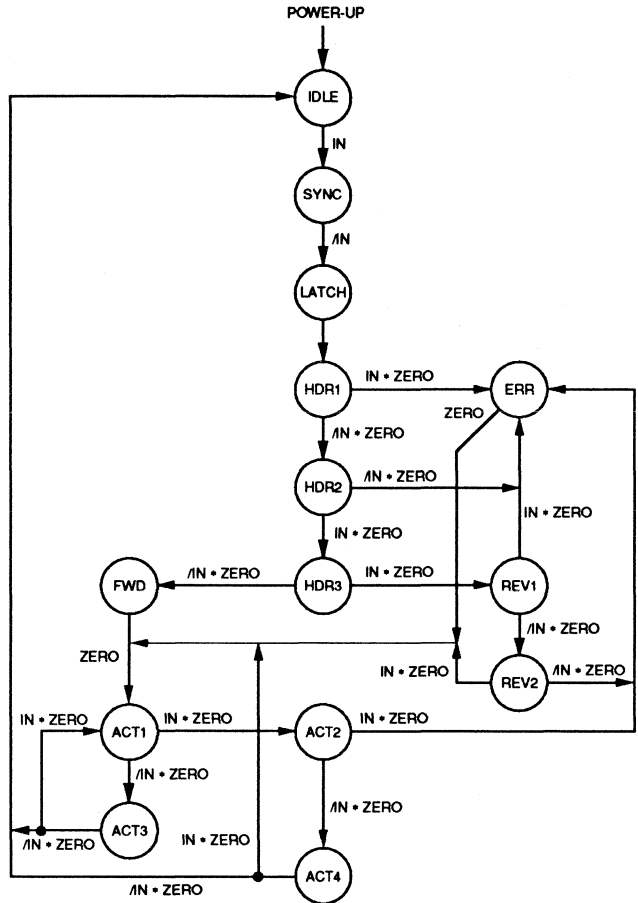 POWER-UP
IDLE
IN
SYNC
/IN
LATCH
HDR1
IN * ZERO
ERR
ZERO
/IN * ZERO
HDR2
/IN * ZERO
IN * ZERO
IN * ZERO
FWD
/IN * ZERO
HDR3
IN * ZERO
REV1
/IN * ZERO
ZERO
IN * ZERO
REV2
/IN * ZERO
IN * ZERO
ACT1
IN * ZERO
ACT2
IN * ZERO
/IN * ZERO
/IN * ZERO
ACT3
/IN * ZERO
IN * ZERO
ACT4
/IN * ZERO